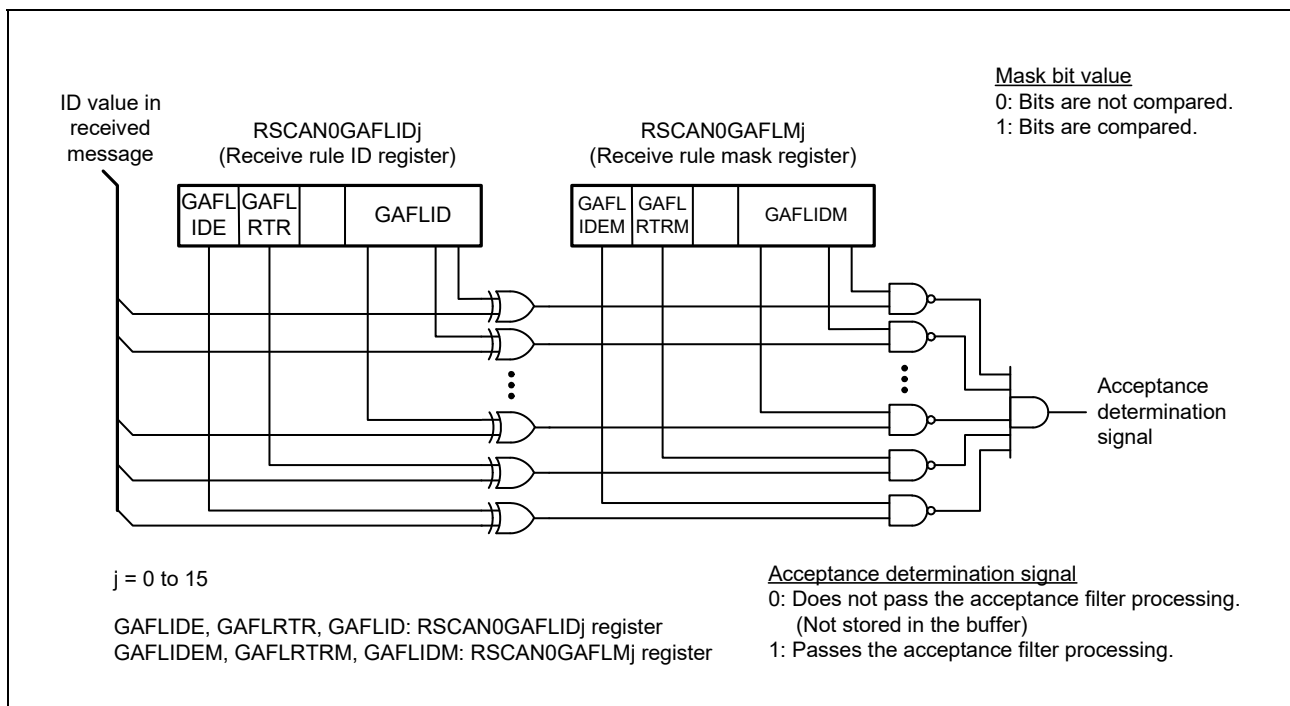 ID value in
received
message
RSCAN0GAFLIDj
(Receive rule ID register)
RSCAN0GAFLMj
(Receive rule mask register)
Mask bit value
0: Bits are not compared.
1: Bits are compared.
GAFL
IDE
GAFL
RTR
GAFLID
GAFL
IDEM
GAFL
RTRM
GAFLIDM
Acceptance
determination
signal
j = 0 to 15
GAFLIDE, GAFLRTR, GAFLID: RSCAN0GAFLIDj register
GAFLIDEM, GAFLRTRM, GAFLIDM: RSCAN0GAFLMj register
Acceptance determination signal
0: Does not pass the acceptance filter processing.
(Not stored in the buffer)
1: Passes the acceptance filter processing.